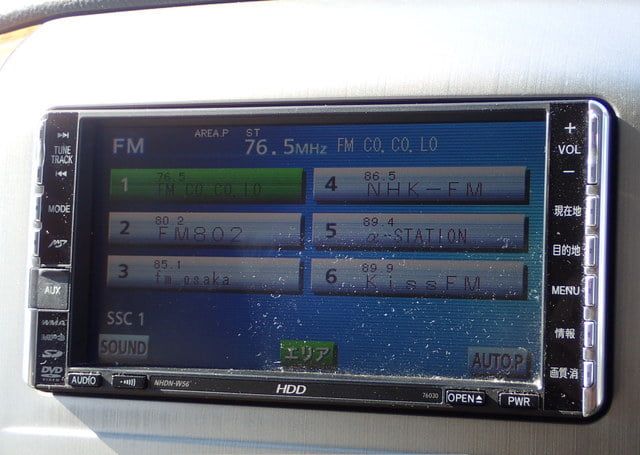 FM AREA.P ST 76.5MHz FM CO.CO.LO
1 76.5 FM CO.CO.LO
4 86.5 NHK-FM
2 80.2 FM802
5 89.4 α-STATION
3 85.1 fm osaka
6 89.9 KissFM
SSC 1
SOUND エリア AUTO.P
TUNE
TRACK
MODE
AUX
WMA
MP3
SD
DVD
VIDEO
+
VOL
−
現在地
目的地
MENU
情報
画質·消
AUDIO NHDN-W56 HDD 76030 OPEN PWR